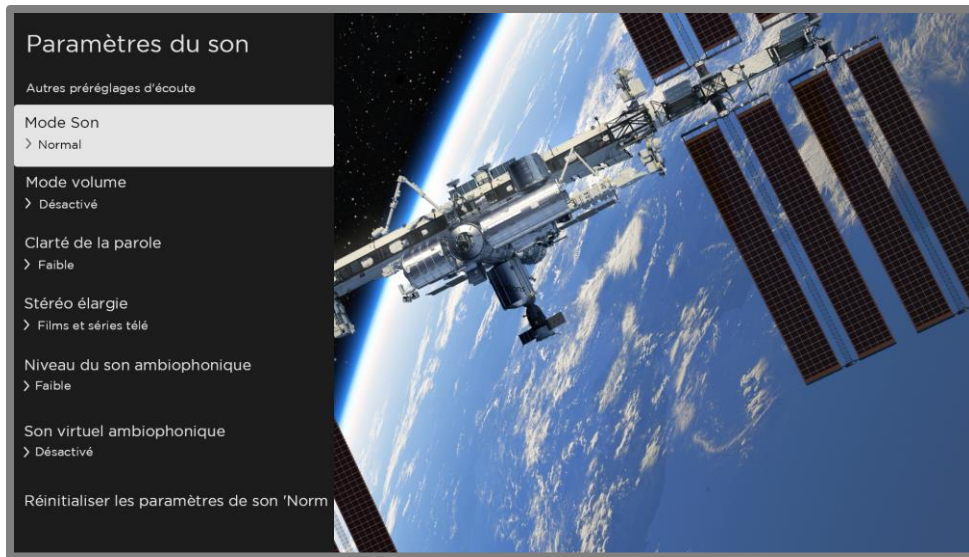 Paramètres du son
Autres préréglages d'écoute
Mode Son
Normal
Mode volume
Désactivé
Clarté de la parole
Faible
Stéréo élargie
Films et séries télé
Niveau du son ambiophonique
Faible
Son virtuel ambiophonique
Désactivé
Réinitialiser les paramètres de son 'Norm